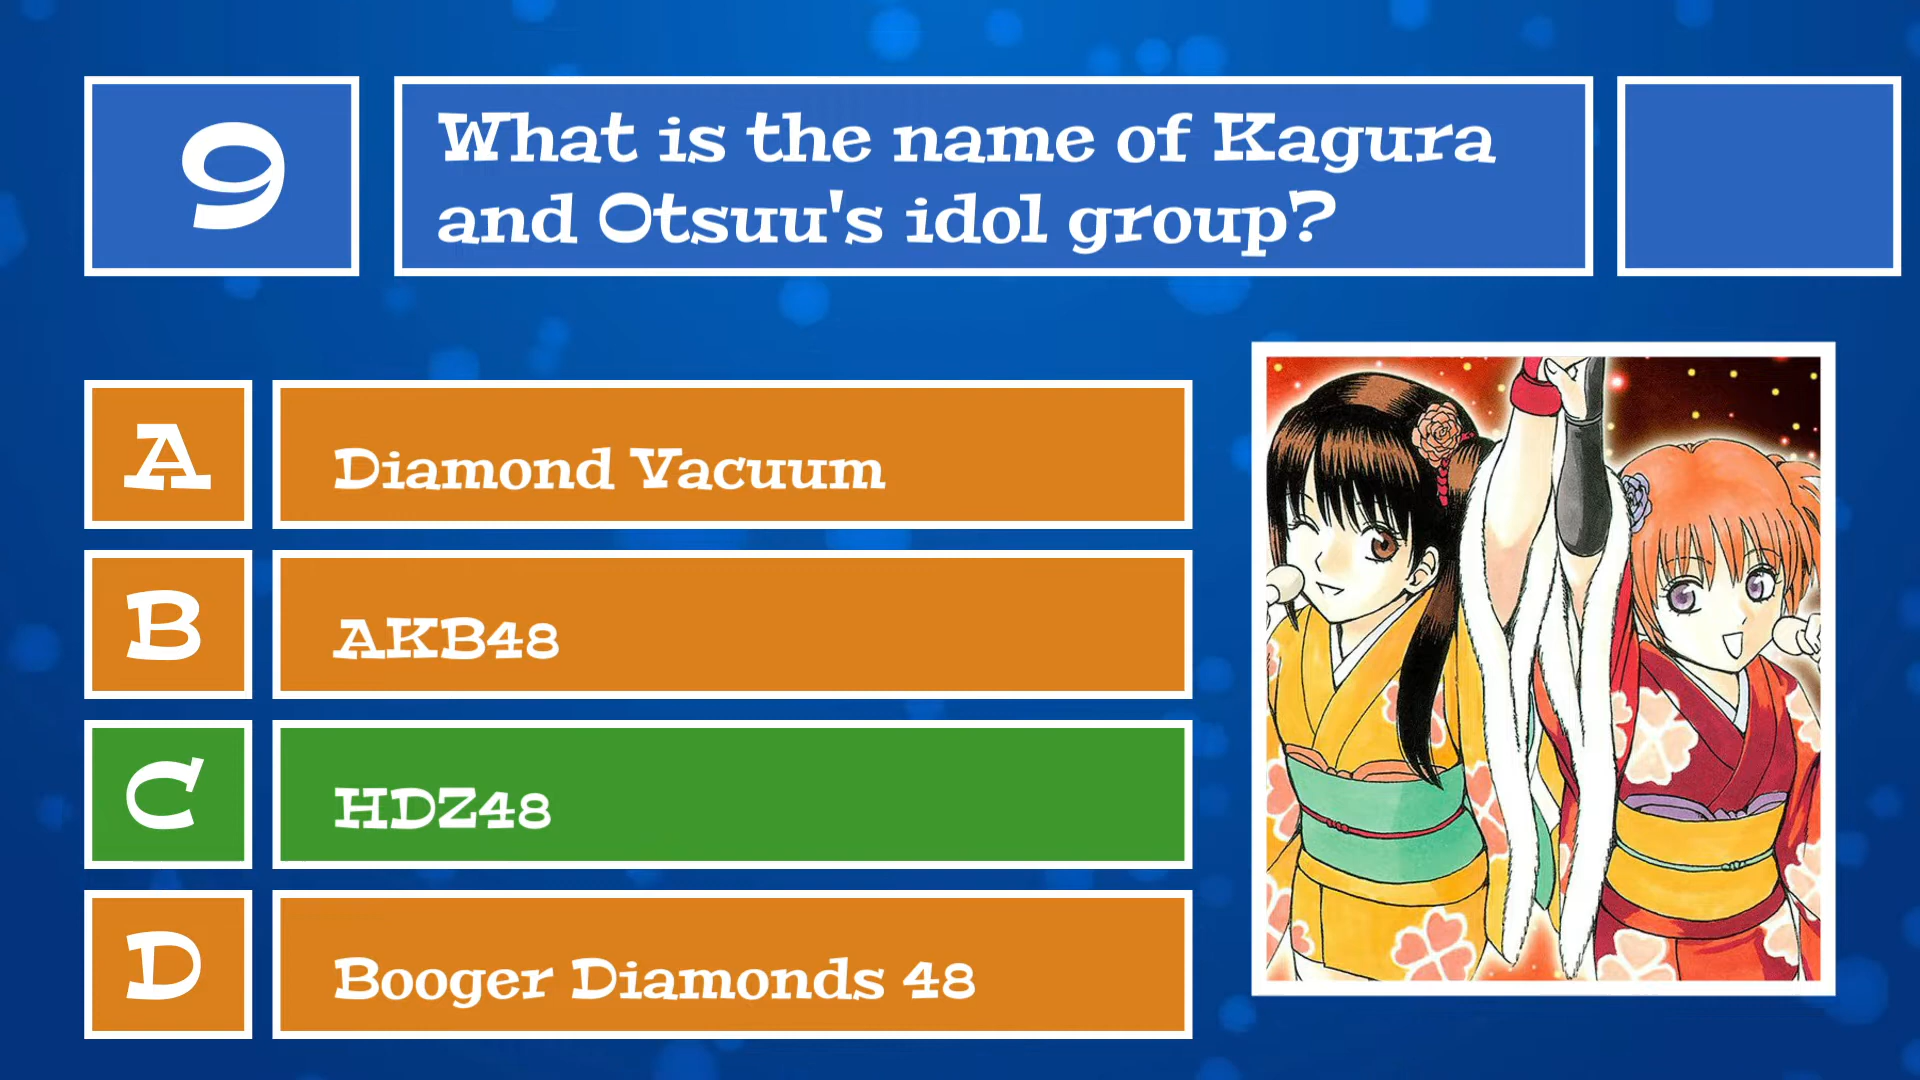 9
What is the name of Kagura
and Otsuu's idol group?
A
Diamond Vacuum
B
AKB48
C
HDZ48
D
Booger Diamonds 48